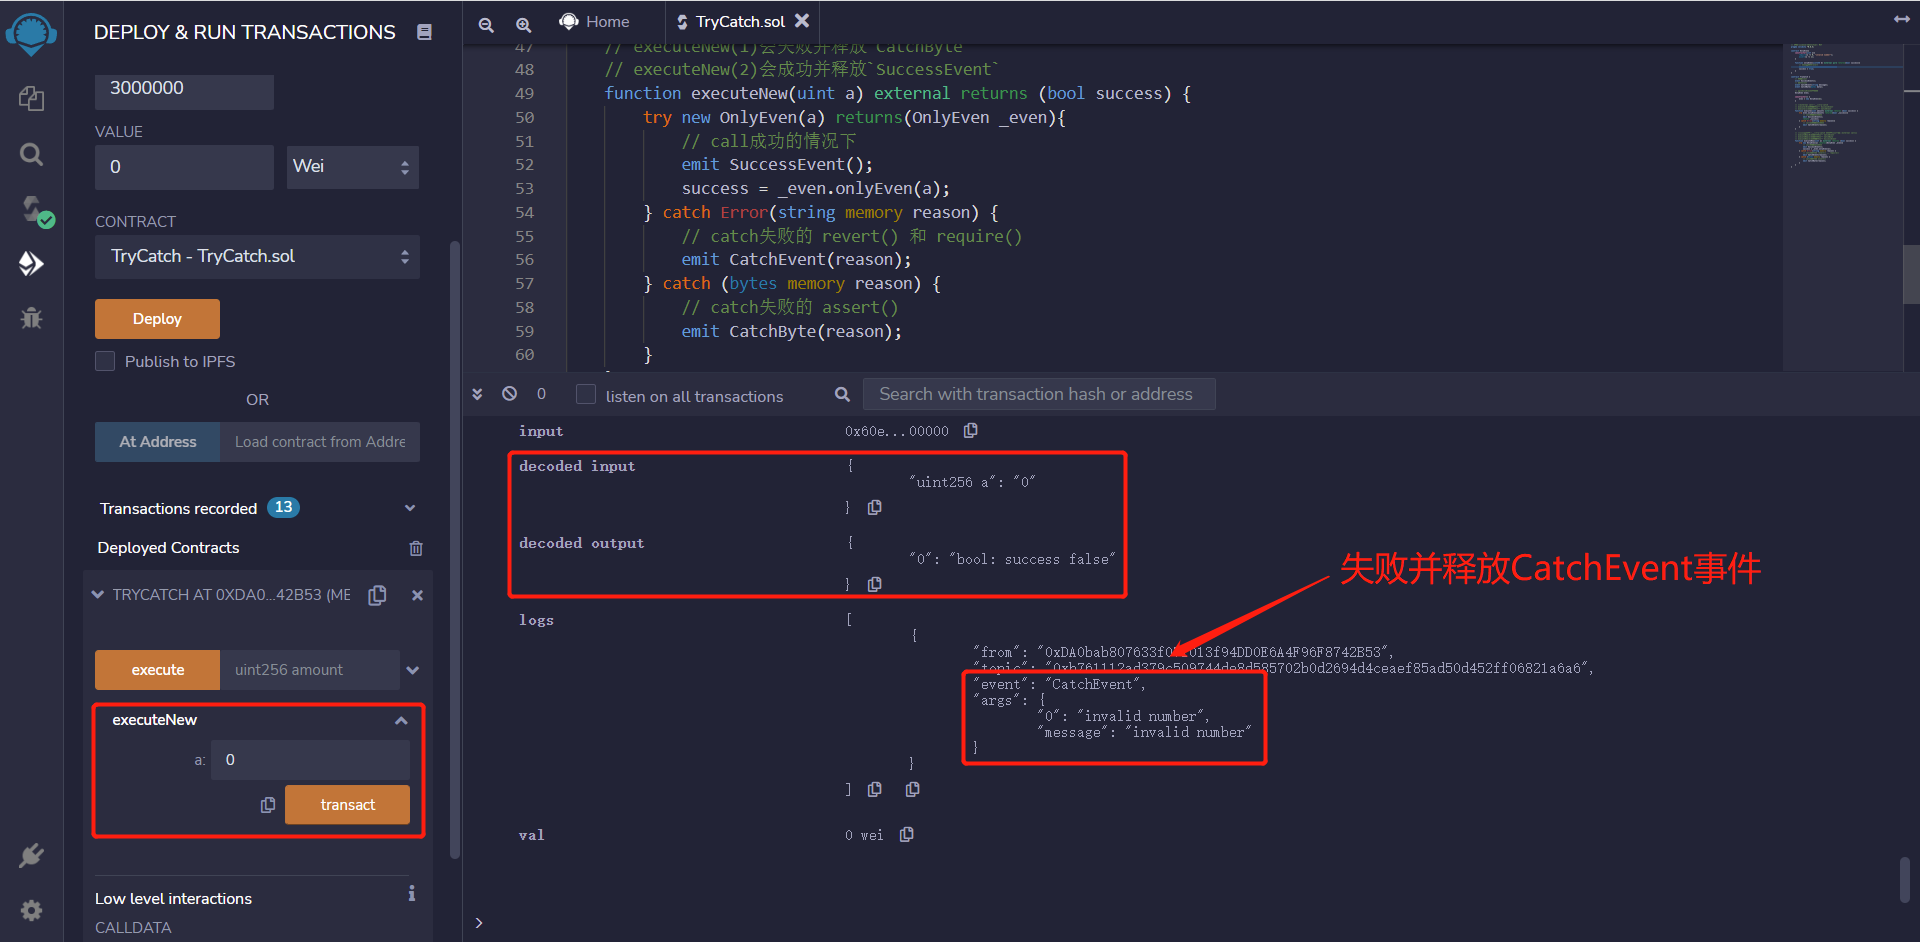 DEPLOY & RUN TRANSACTIONS
3000000
VALUE
0
Wei
CONTRACT
TryCatch - TryCatch.sol
Deploy
Publish to IPFS
OR
At Address
Load contract from Addre
Transactions recorded 13
Deployed Contracts
TRYCATCH AT 0XDA0...42B53 (ME
execute
uint256 amount
executeNew
a: 0
transact
Low level interactions
CALLDATA
Home
TryCatch.sol
47 // executeNew(1)会失败并释放`CatchByte`
48 // executeNew(2)会成功并释放`SuccessEvent`
49 function executeNew(uint a) external returns (bool success) {
50 try new OnlyEven(a) returns(OnlyEven _even){
51 // call成功的情况下
52 emit SuccessEvent();
53 success = _even.onlyEven(a);
54 } catch Error(string memory reason) {
55 // catch失败的 revert() 和 require()
56 emit CatchEvent(reason);
57 } catch (bytes memory reason) {
58 // catch失败的 assert()
59 emit CatchByte(reason);
60 }
0
listen on all transactions
Search with transaction hash or address
input 0x60e...00000
decoded input {
"uint256 a": "0"
}
decoded output {
"0": "bool: success false"
}
失败并释放CatchEvent事件
logs [
{
"from":
"topic": "0xb761112ad379c509744de8d585702b0d2694d4ceaef85ad50d452ff06821a6a6",
"event": "CatchEvent",
"args": {
"0": "invalid number",
"message": "invalid number"
}
}
]
val 0 wei
>